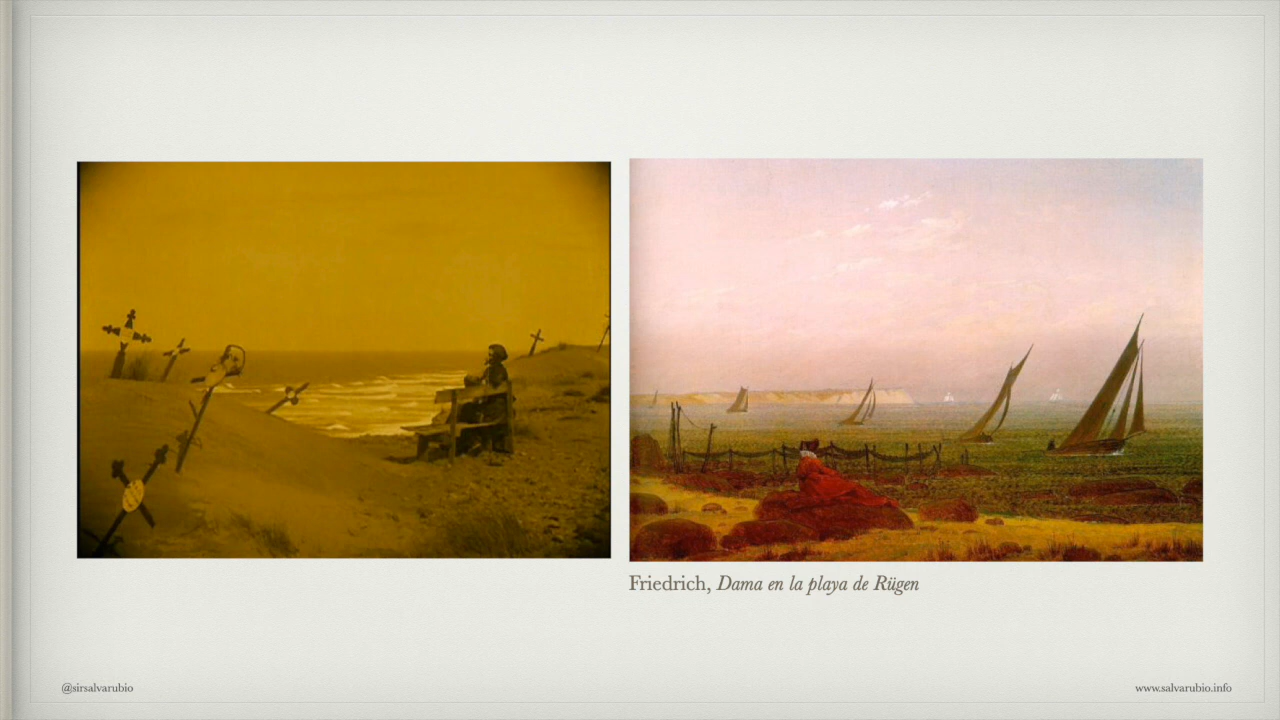 Friedrich, Dama en la playa de Rügen
@sirsalvarubio
www.salvarubio.info